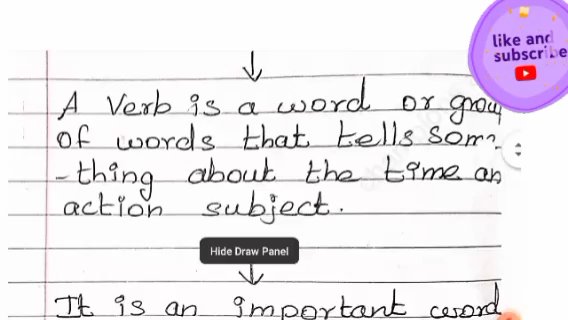 like and
subscribe
A Verb is a word or grou
of words that tells som
-thing about the time an
action subject.
Hide Draw Panel
It is an important word